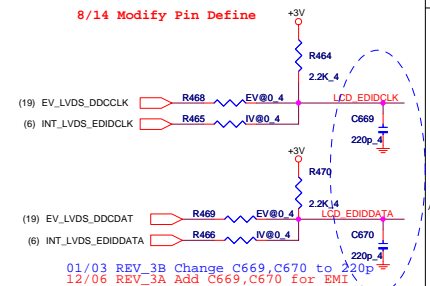 8/14 Modify Pin Define
+3V
R464
2.2K_4
(19) EV_LVDS_DDCCLK
R468
EV@0_4
LCD_EDIDCLK
(6) INT_LVDS_EDIDCLK
R465
IV@0_4
C669
220p_4
+3V
R470
2.2K_4
(19) EV_LVDS_DDCDAT
R469
EV@0_4
LCD_EDIDDATA
(6) INT_LVDS_EDIDDATA
R466
IV@0_4
C670
220p_4
01/03 REV_3B Change C669,C670 to 220p
12/06 REV_3A Add C669,C670 for EMI